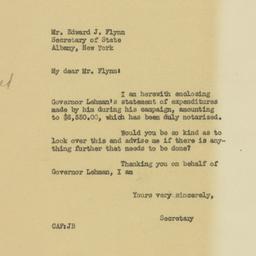 Mr. Edward J. Flynn
Secretary of State
Albany, New York
My dear Mr. Flynn:
I am herewith enclosing
Governor Lehman's statement of expenditures
made by him during his campaign, amounting
to $8,550.00, which has been duly notarized.
Would you be so kind as to
look over this and advise me if there is any-
thing further that needs to be done?
Thanking you on behalf of
Governor Lehman, I am
Yours very sincerely,
Secretary
CAP:JB